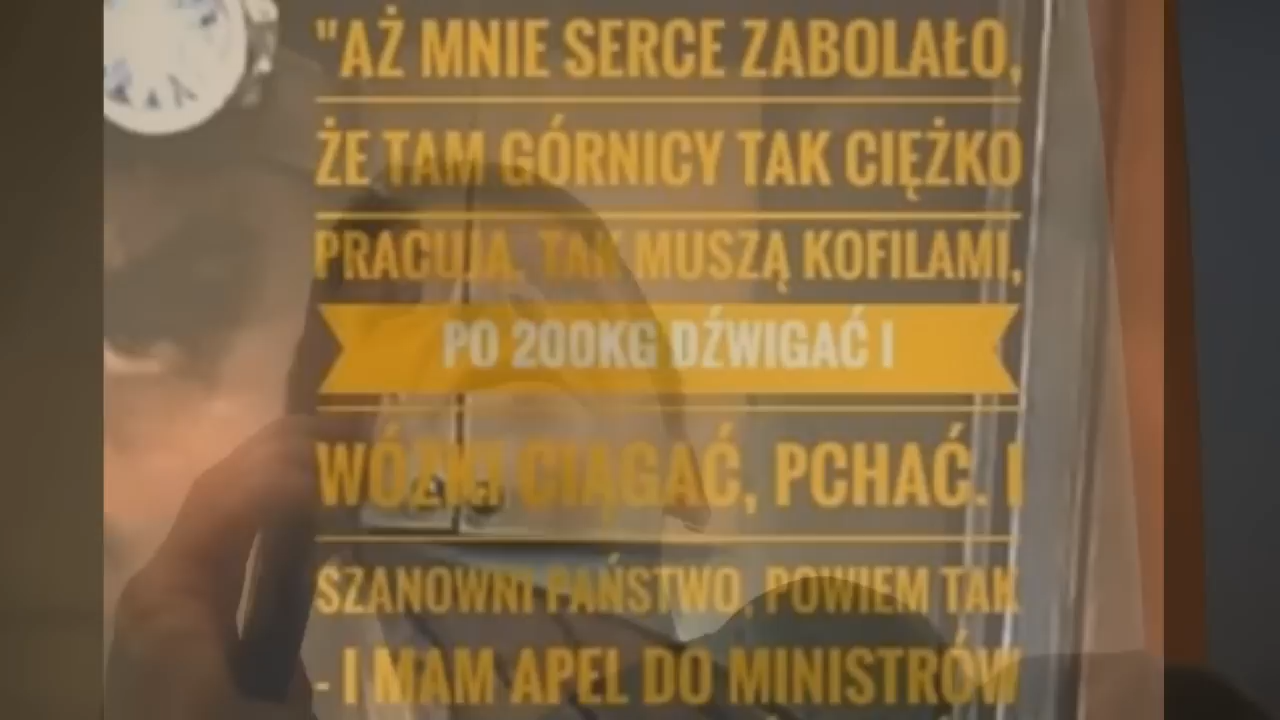 "AŻ MNIE SERCE ZABOLAŁO,
ŻE TAM GÓRNICY TAK CIĘŻKO
PRACUJĄ. TAK MUSZĄ KOFILAMI,
PO 200KG DŹWIGAĆ I
WÓZKI CIĄGAĆ, PCHAĆ. I
SZANOWNI PAŃSTWO, POWIEM TAK
- I MAM APEL DO MINISTRÓW